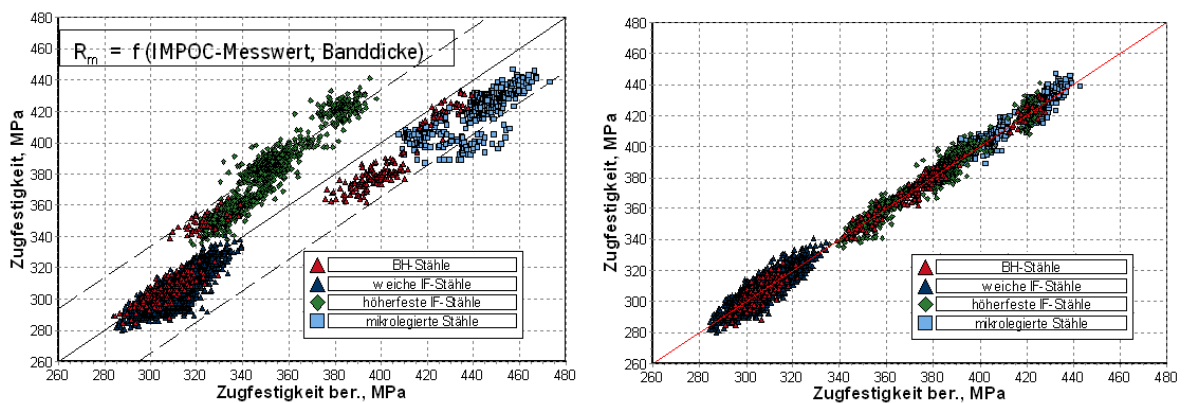 R_m = f (IMPOC-Messwert, Banddicke)
Zugfestigkeit, MPa
480
460
440
420
400
380
360
340
320
300
280
260
BH-Stähle
weiche IF-Stähle
höherfeste IF-Stähle
mikrolegierte Stähle
260 280 300 320 340 360 380 400 420 440 460 480
Zugfestigkeit ber., MPa
Zugfestigkeit, MPa
480
460
440
420
400
380
360
340
320
300
280
260
BH-Stähle
weiche IF-Stähle
höherfeste IF-Stähle
mikrolegierte Stähle
260 280 300 320 340 360 380 400 420 440 460 480
Zugfestigkeit ber., MPa